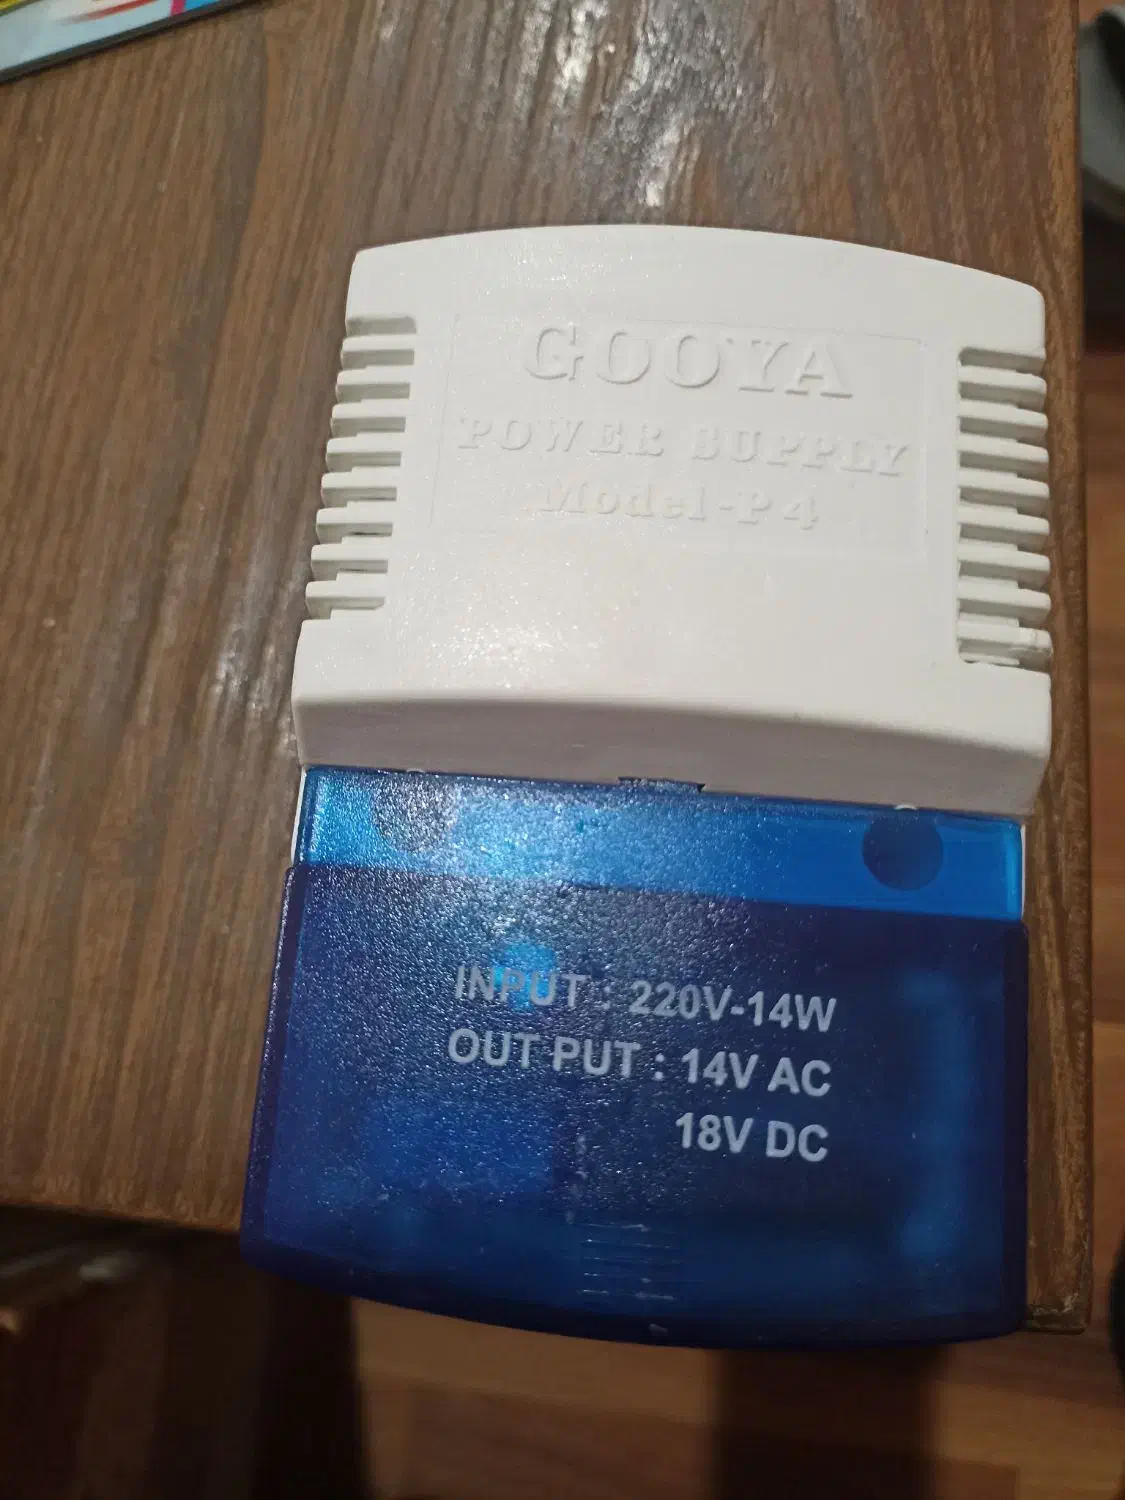 GOOYA
POWER SUPPLY
Model-P4
INPUT : 220V-14W
OUT PUT : 14V AC
18V DC